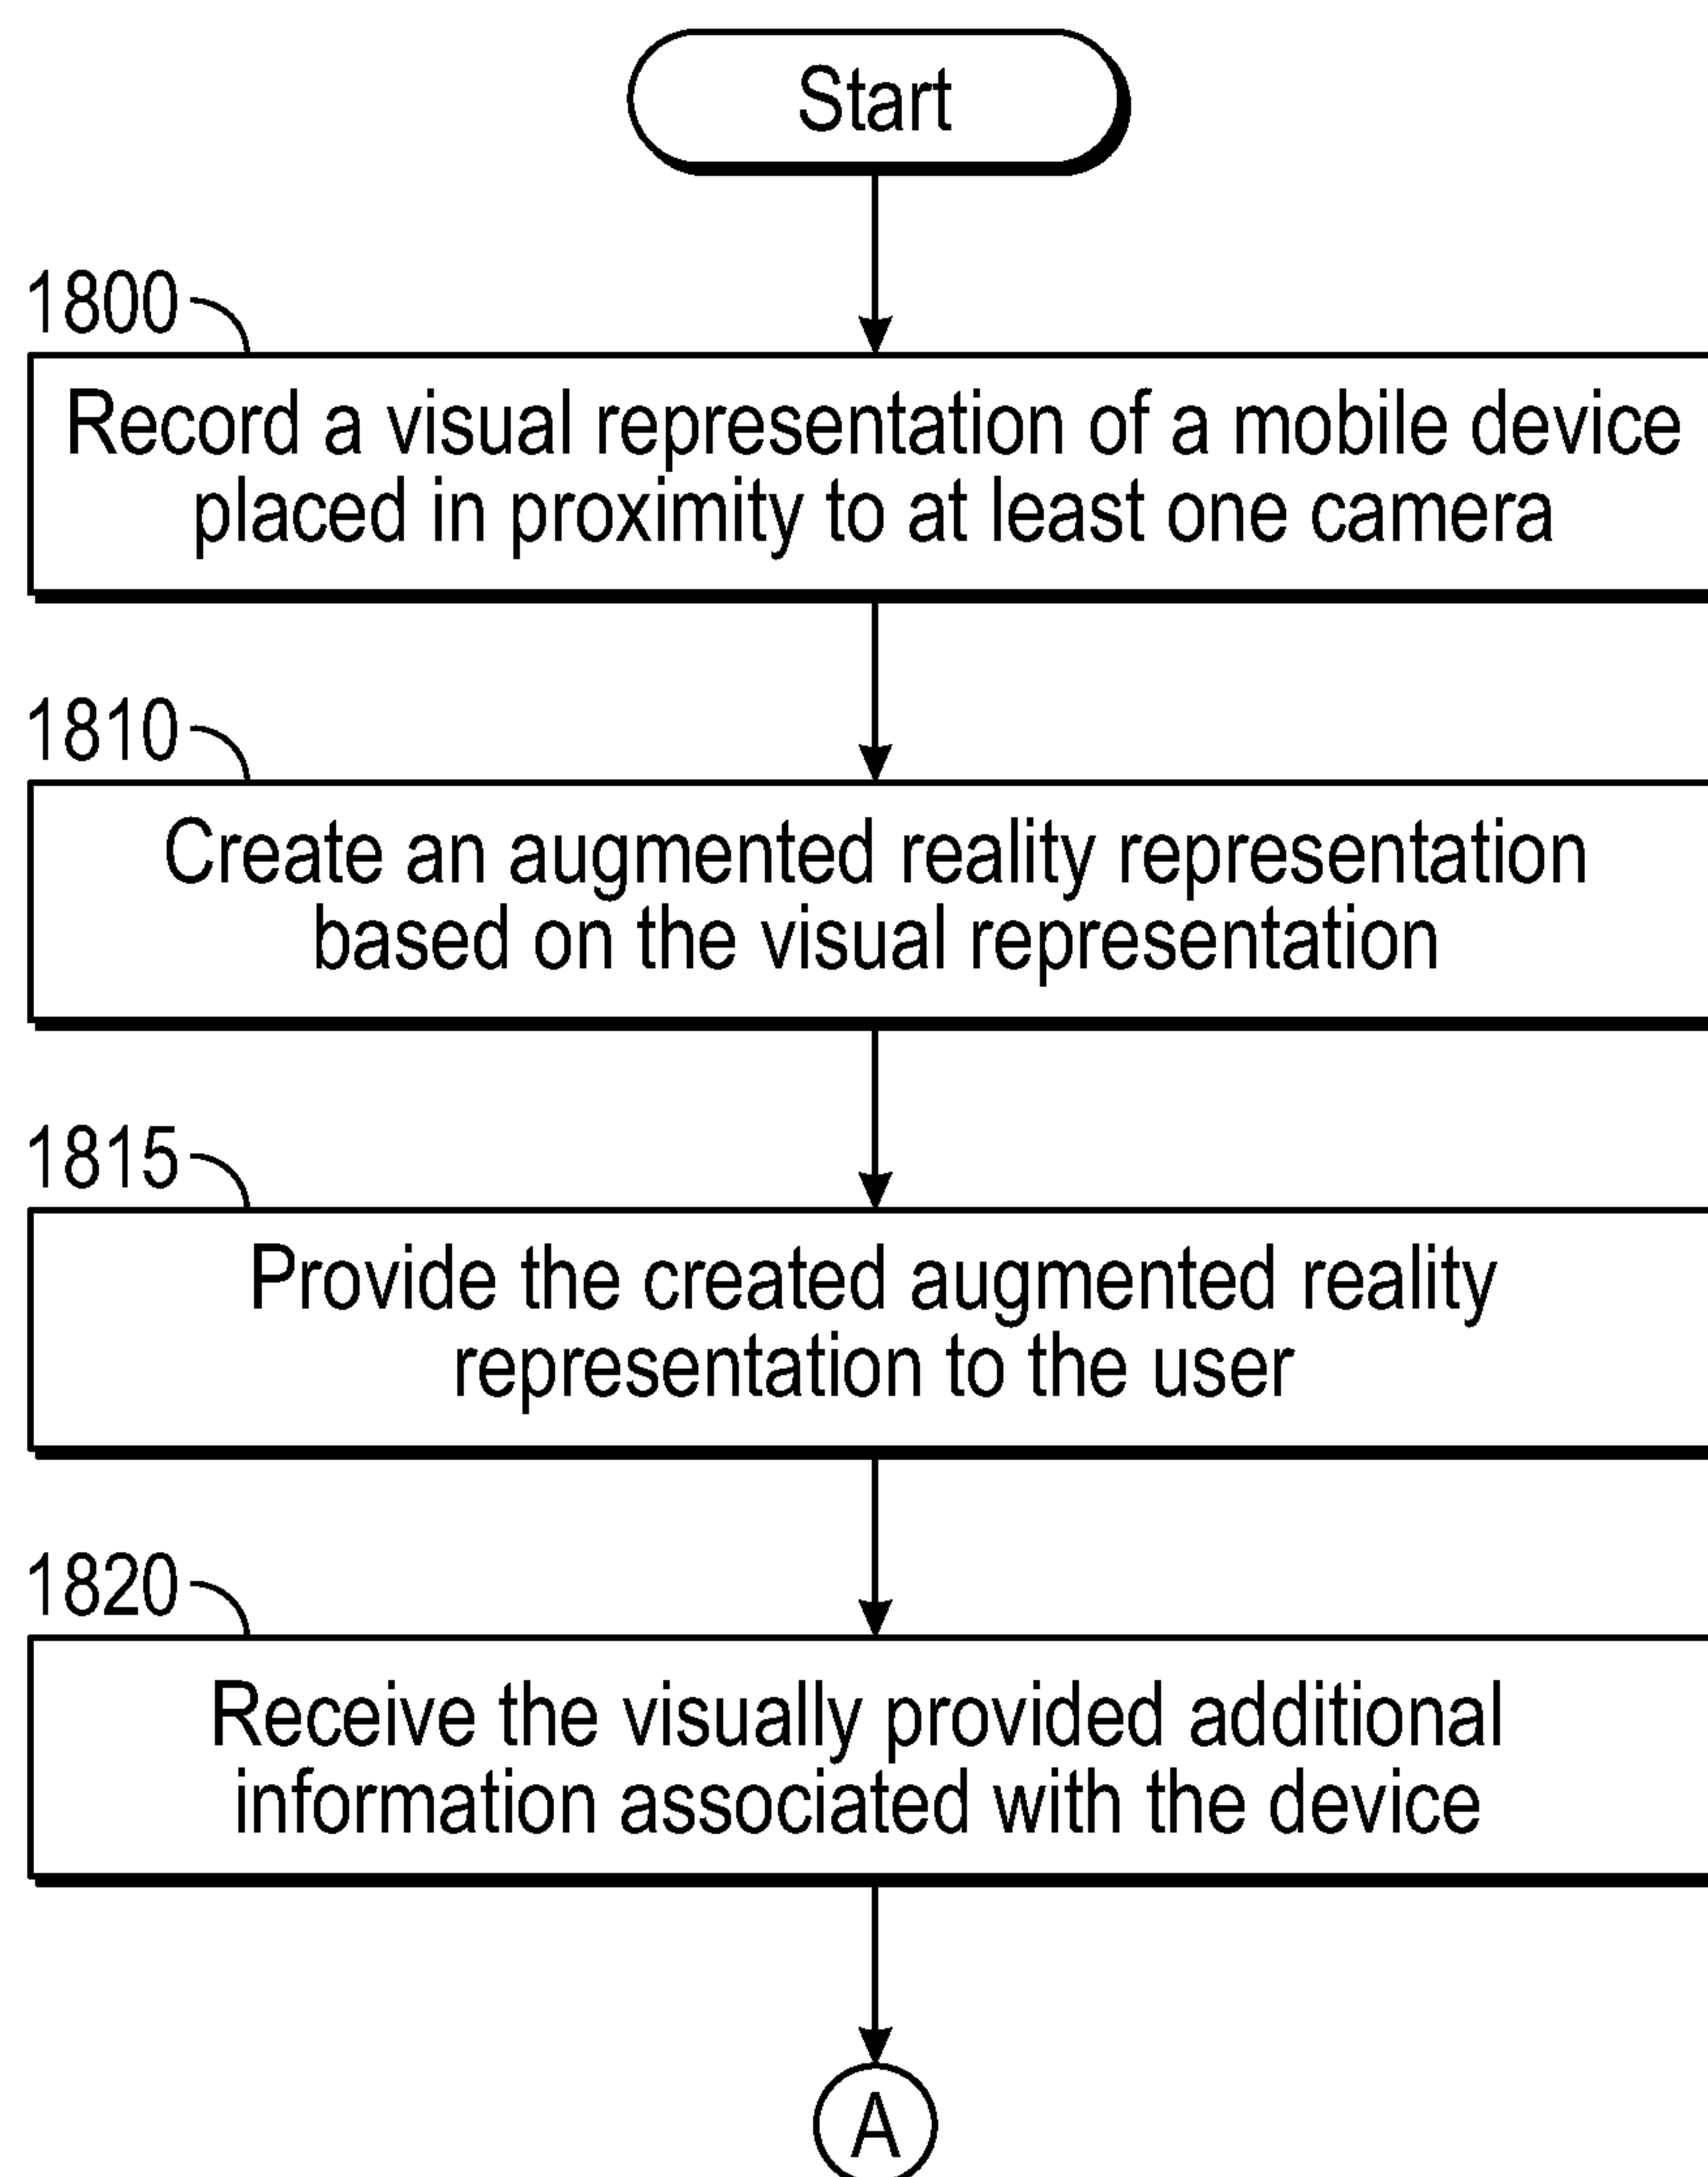 Start
1800
Record a visual representation of a mobile device
placed in proximity to at least one camera
1810
Create an augmented reality representation
based on the visual representation
1815
Provide the created augmented reality
representation to the user
1820
Receive the visually provided additional
information associated with the device
A